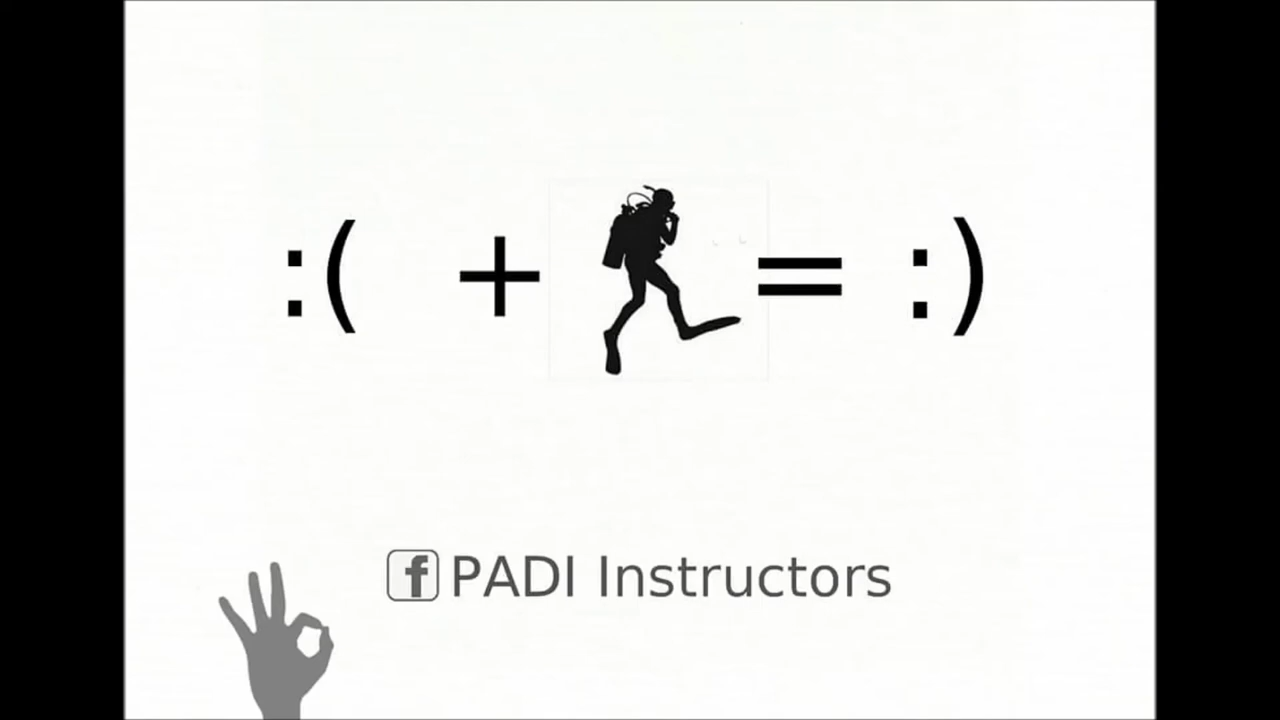 :( + = :)
f PADI Instructors